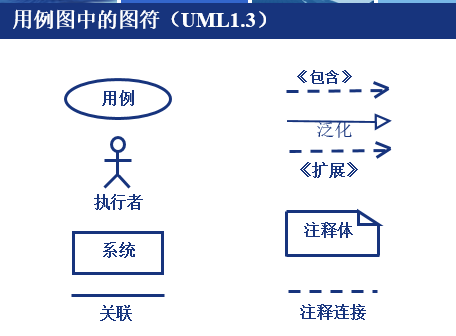 用例图中的图符（UML1.3）
用例
执行者
系统
关联
《包含》
泛化
《扩展》
注释体
注释连接